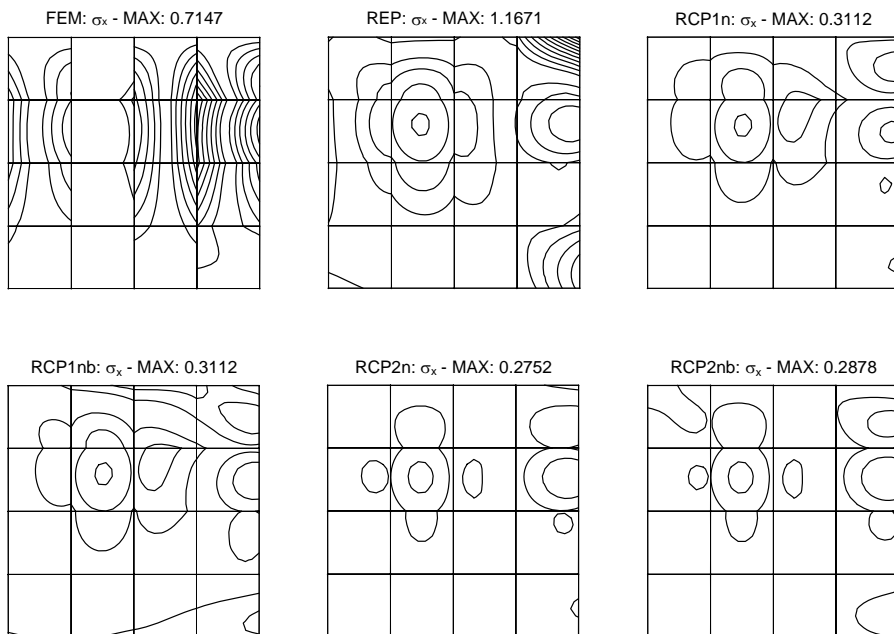 FEM: σx - MAX: 0.7147
REP: σx - MAX: 1.1671
RCP1n: σx - MAX: 0.3112
RCP1nb: σx - MAX: 0.3112
RCP2n: σx - MAX: 0.2752
RCP2nb: σx - MAX: 0.2878